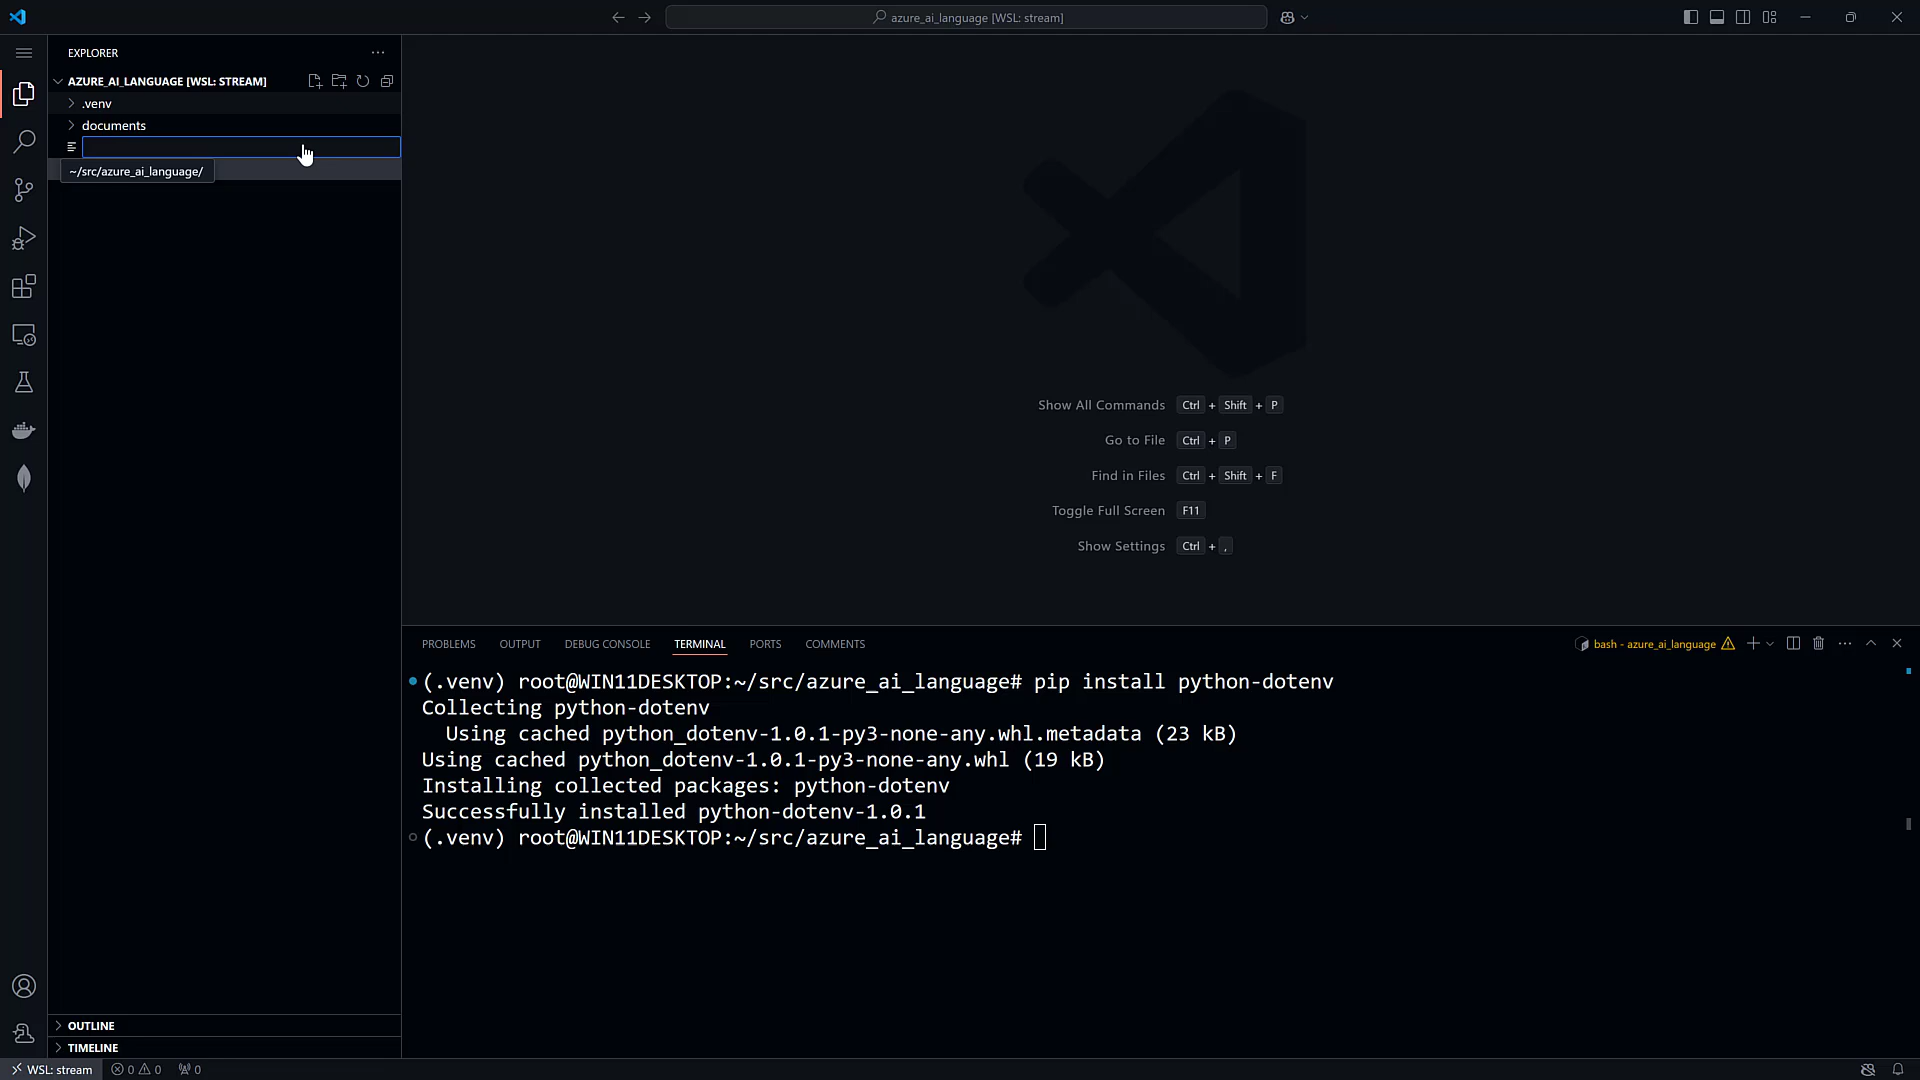 azure_ai_language [WSL: stream]
EXPLORER
AZURE_AI_LANGUAGE [WSL: STREAM]
.venv
documents
~/src/azure_ai_language/
Show All Commands Ctrl + Shift + P
Go to File Ctrl + P
Find in Files Ctrl + Shift + F
Toggle Full Screen F11
Show Settings Ctrl + ,
PROBLEMS OUTPUT DEBUG CONSOLE TERMINAL PORTS COMMENTS
bash - azure_ai_language
(.venv) root@WIN11DESKTOP:~/src/azure_ai_language# pip install python-dotenv
Collecting python-dotenv
Using cached python_dotenv-1.0.1-py3-none-any.whl.metadata (23 kB)
Using cached python_dotenv-1.0.1-py3-none-any.whl (19 kB)
Installing collected packages: python-dotenv
Successfully installed python-dotenv-1.0.1
(.venv) root@WIN11DESKTOP:~/src/azure_ai_language#
OUTLINE
TIMELINE
WSL: stream 0 0 0